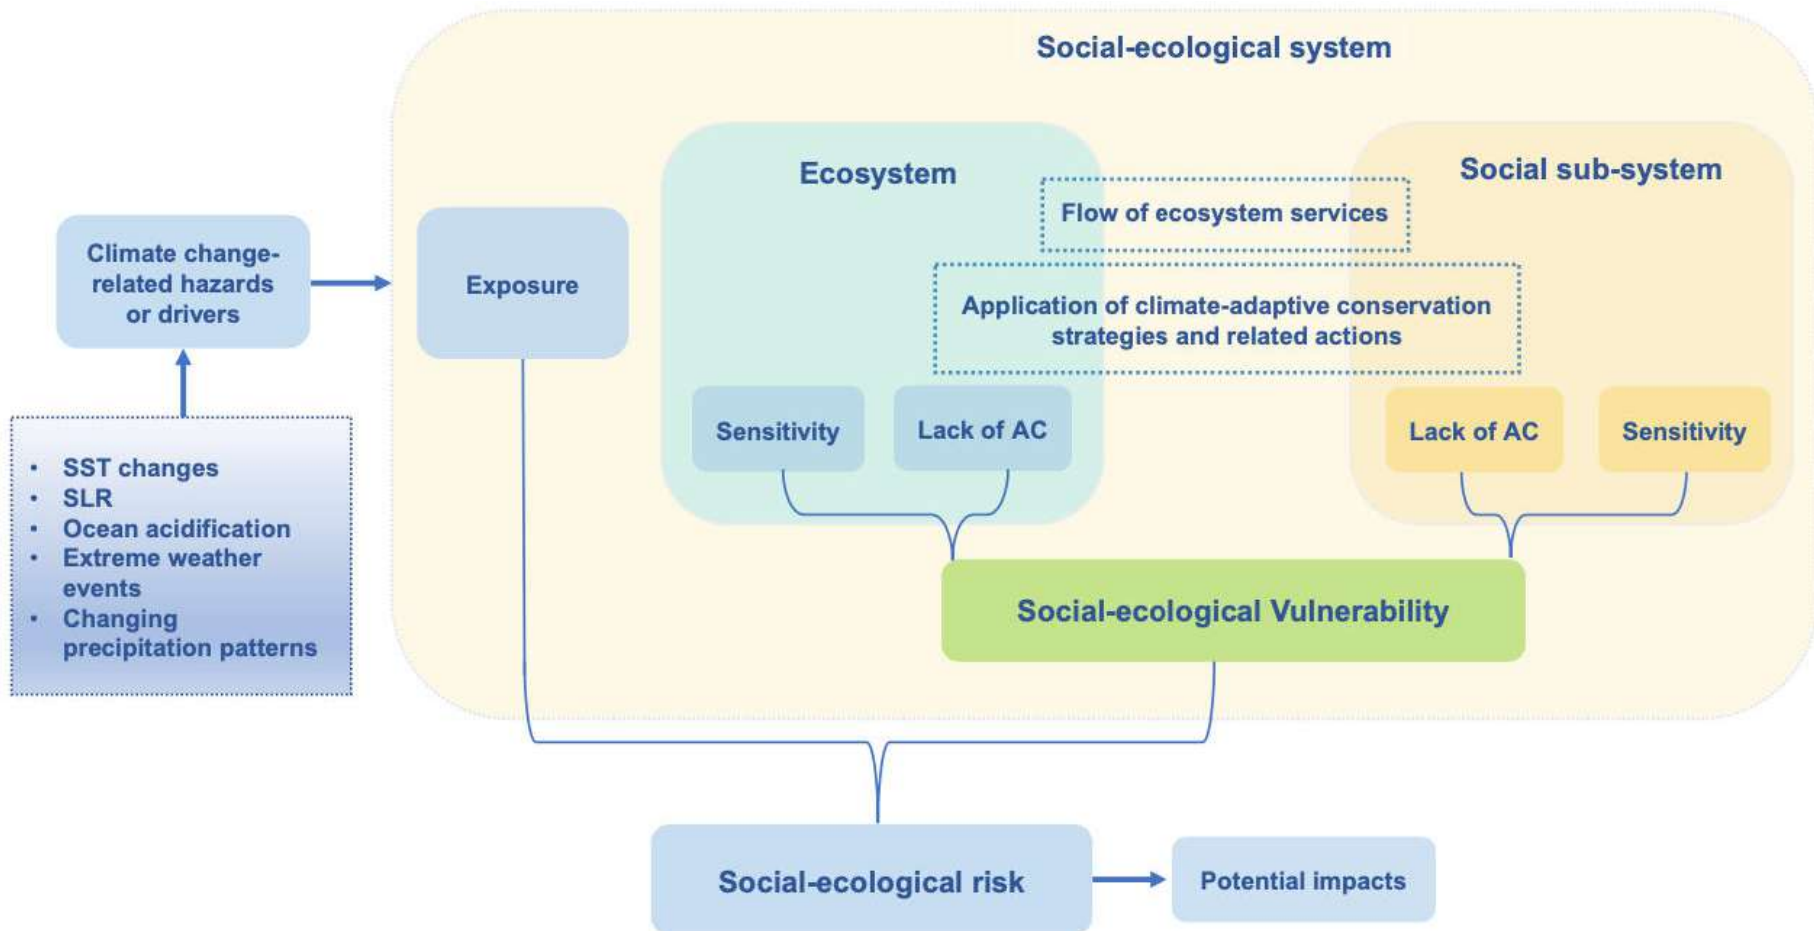 Social-ecological system
Ecosystem
Social sub-system
Flow of ecosystem services
Climate change-
related hazards
or drivers
Exposure
Application of climate-adaptive conservation
strategies and related actions
Sensitivity
Lack of AC
Lack of AC
Sensitivity
• SST changes
• SLR
• Ocean acidification
• Extreme weather
events
• Changing
precipitation patterns
Social-ecological Vulnerability
Social-ecological risk
Potential impacts